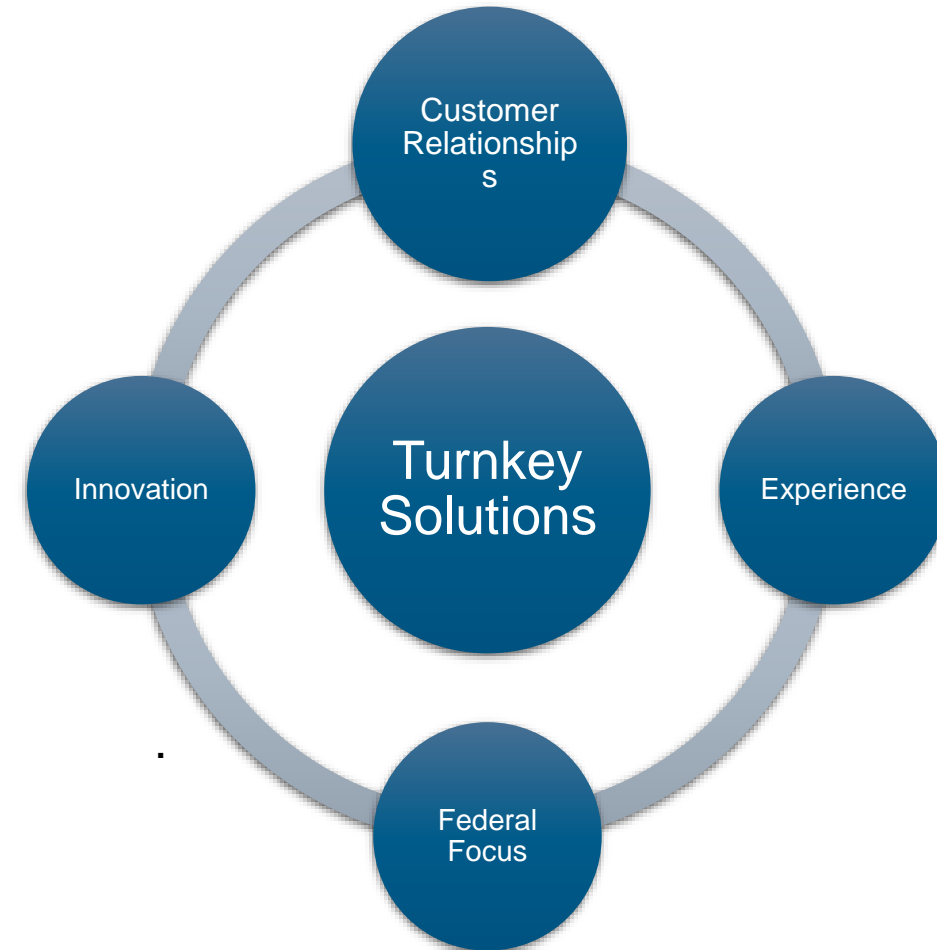 Customer
Relationship
s
Innovation
Turnkey
Solutions
Experience
.
Federal
Focus